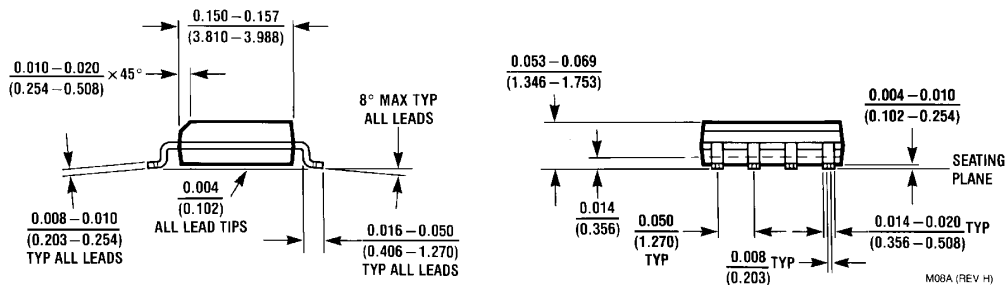 0.150 – 0.157
(3.810 – 3.988)
0.010 – 0.020
(0.254 – 0.508)
× 45°
8° MAX TYP
ALL LEADS
0.004
(0.102)
ALL LEAD TIPS
0.008 – 0.010
(0.203 – 0.254)
TYP ALL LEADS
0.016 – 0.050
(0.406 – 1.270)
TYP ALL LEADS
0.053 – 0.069
(1.346 – 1.753)
0.004 – 0.010
(0.102 – 0.254)
SEATING
PLANE
0.014
(0.356)
0.050
(1.270)
TYP
0.014 – 0.020
(0.356 – 0.508)
TYP
0.008
(0.203)
TYP
M08A (REV H)